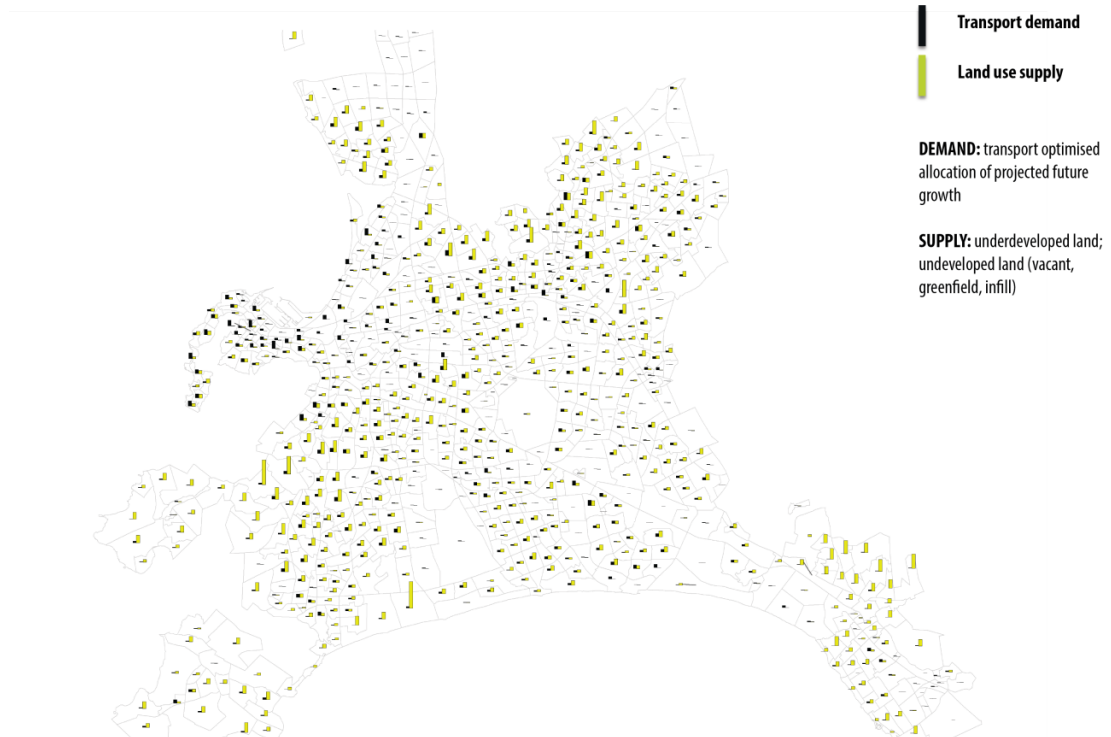 Transport demand
Land use supply
DEMAND: transport optimised
allocation of projected future
growth
SUPPLY: underdeveloped land;
undeveloped land (vacant,
greenfield, infill)